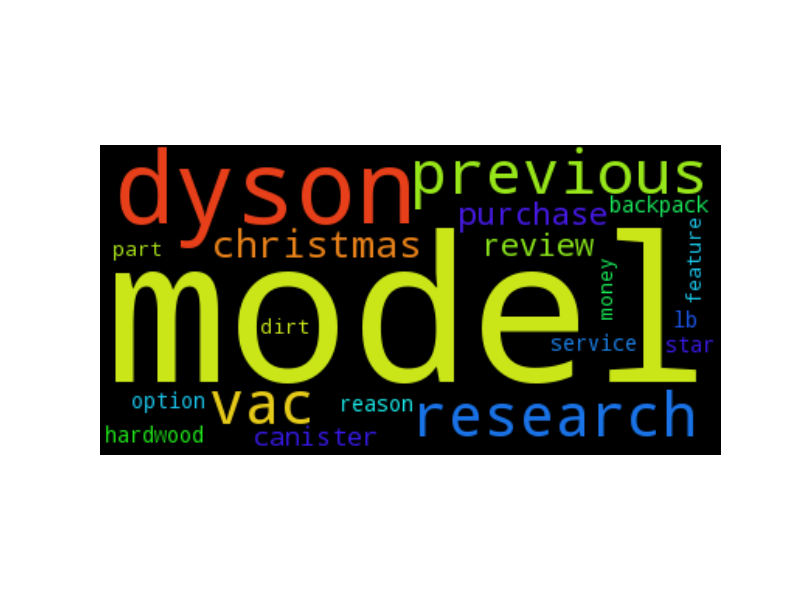 dyson previous
purchase backpack
part christmas review
money feature
model
dirt
lb
service star
option vac reason research
hardwood canister